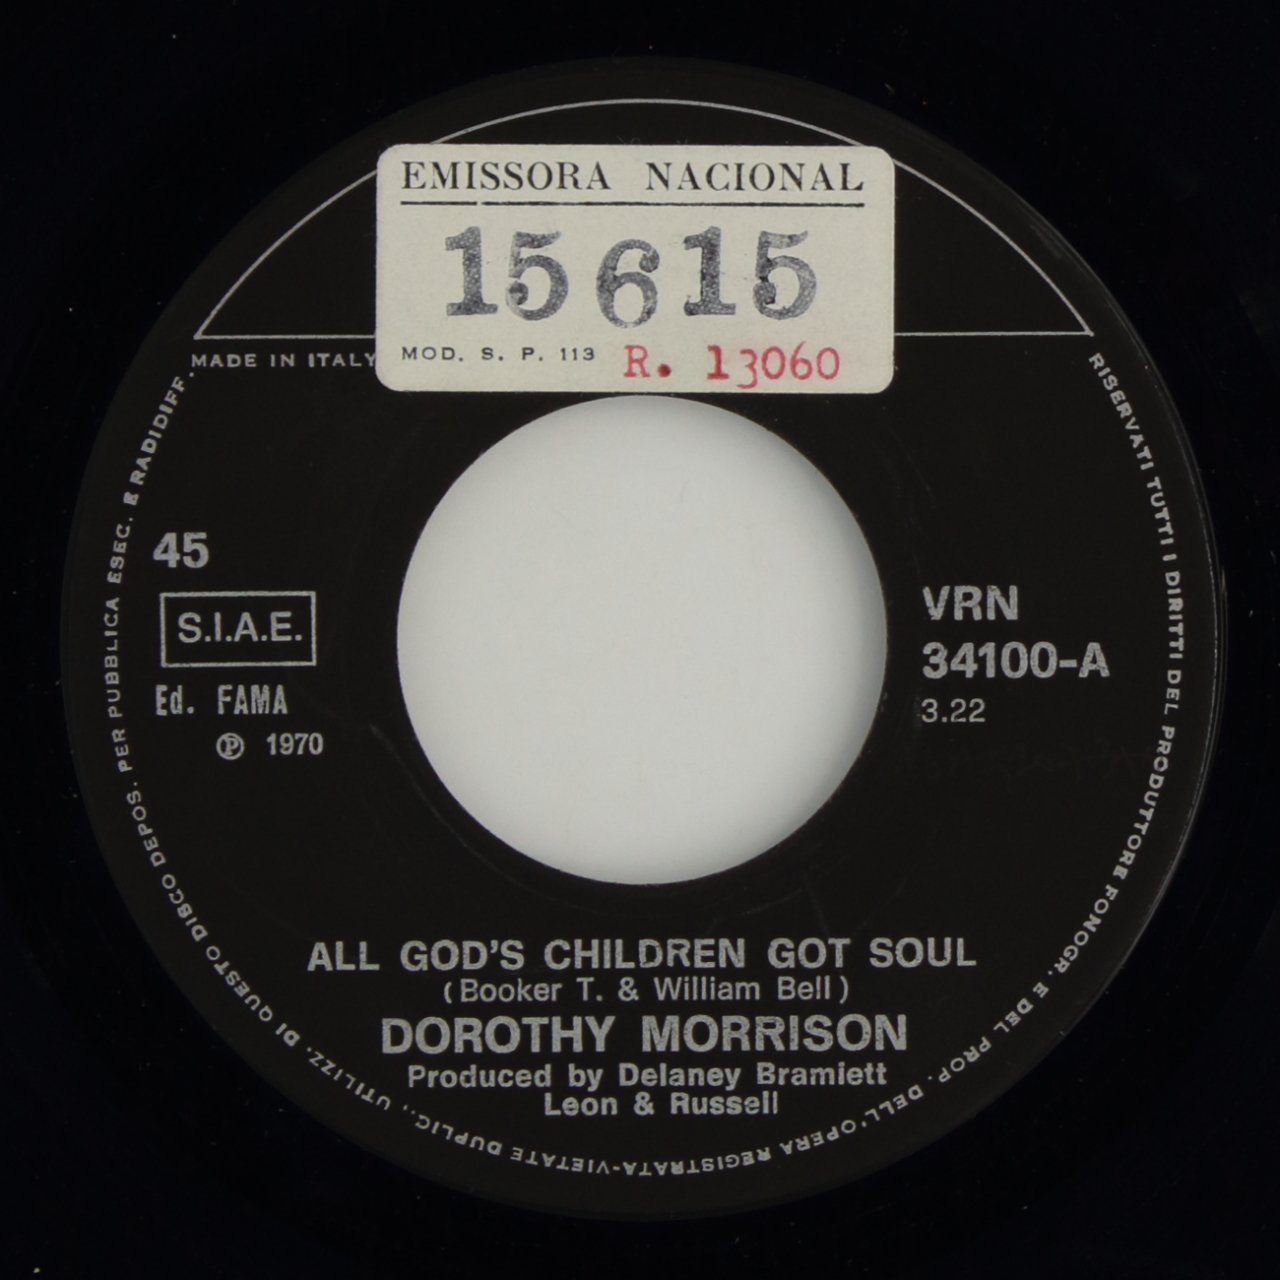 EMISSORA NACIONAL
15615
MOD. S. P. 113 R. 13060
MADE IN ITALY
RISERVATI TUTTI I DIRITTI DEL PRODUTTORE FONOGR. E DEL PROP. DELL'OPERA REGISTRATA-VIETATE DUPLIC., UTILIZZ. DI QUESTO DISCO DEPOS. PER PUBBLICA ESEC. E RADIDIFF.
45
S.I.A.E.
Ed. FAMA
℗ 1970
VRN
34100-A
3.22
ALL GOD'S CHILDREN GOT SOUL
(Booker T. & William Bell)
DOROTHY MORRISON
Produced by Delaney Bramiett
Leon & Russell